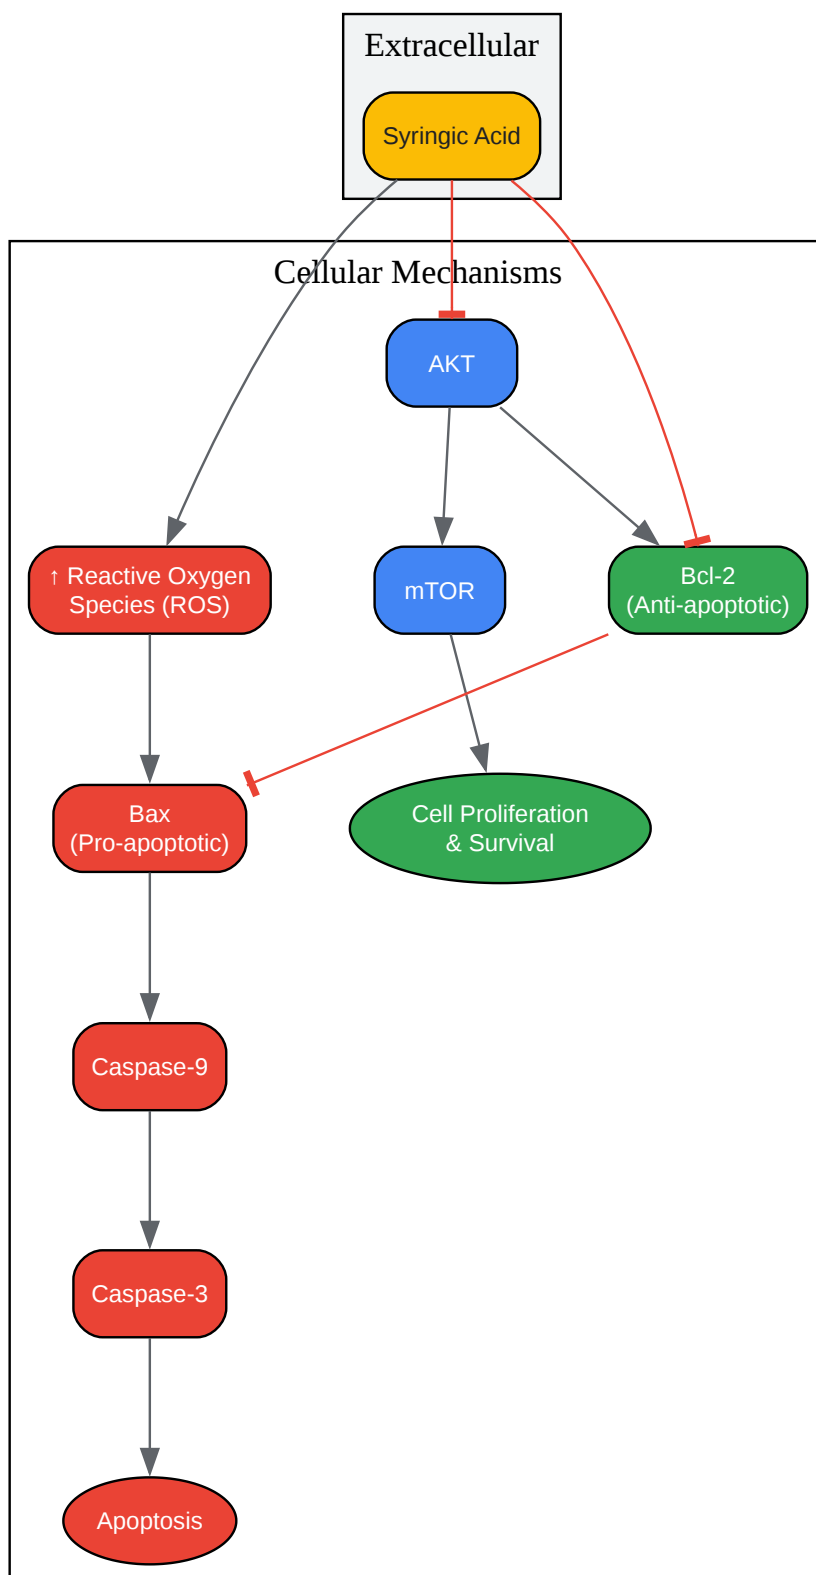 Extracellular
Syringic Acid
Cellular Mechanisms
AKT
↑ Reactive Oxygen
Species (ROS)
mTOR
Bcl-2
(Anti-apoptotic)
Bax
(Pro-apoptotic)
Cell Proliferation
& Survival
Caspase-9
Caspase-3
Apoptosis